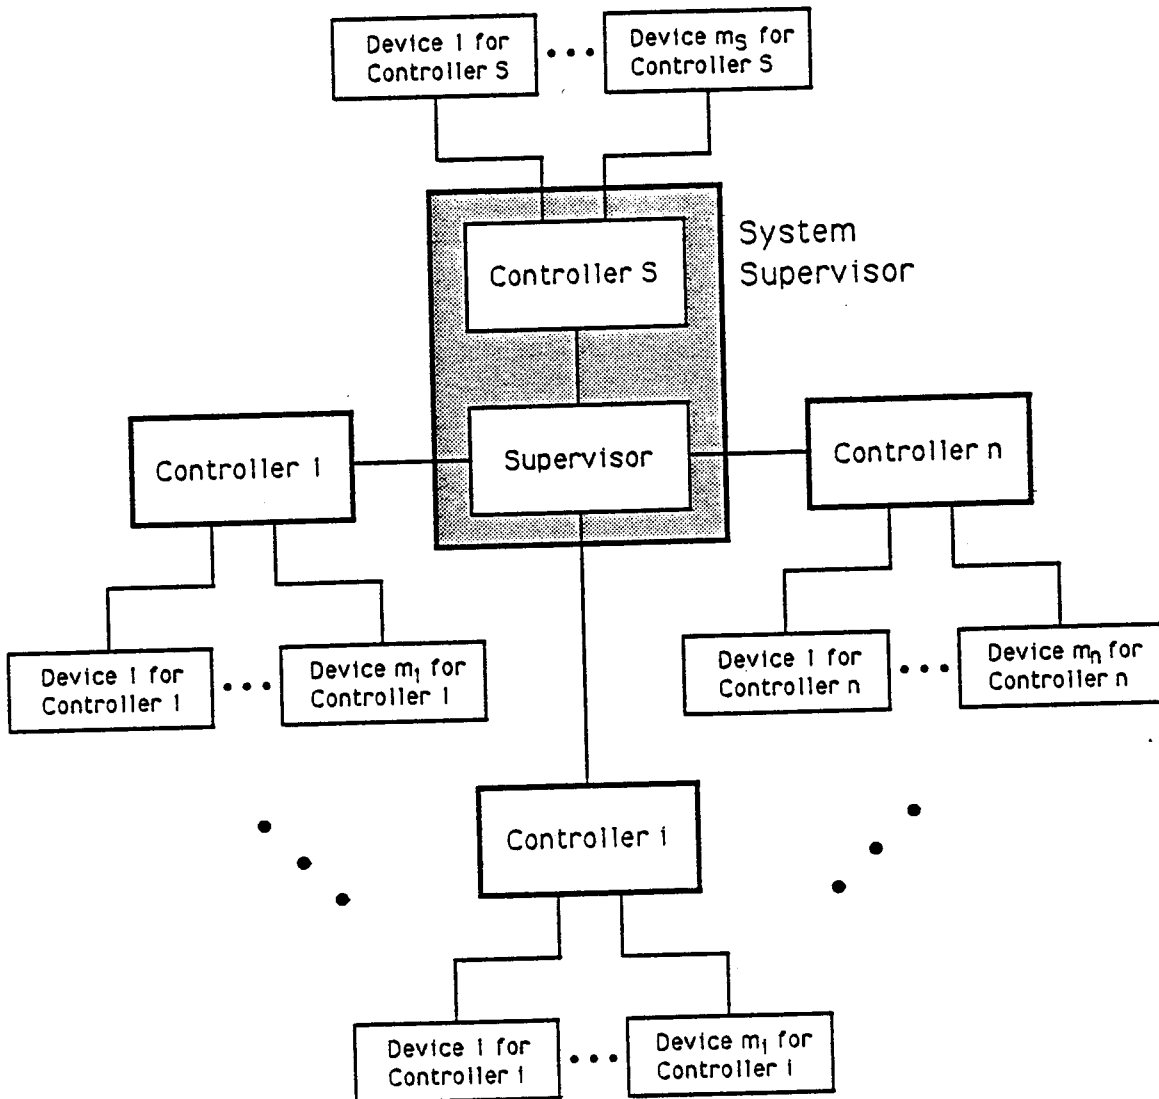 Device 1 for
Controller S
• • •
Device mS for
Controller S
System
Supervisor
Controller S
Controller 1
Supervisor
Controller n
Device 1 for
Controller 1
• • •
Device m1 for
Controller 1
Device 1 for
Controller n
• • •
Device mn for
Controller n
Controller i
Device 1 for
Controller i
• • •
Device mi for
Controller i